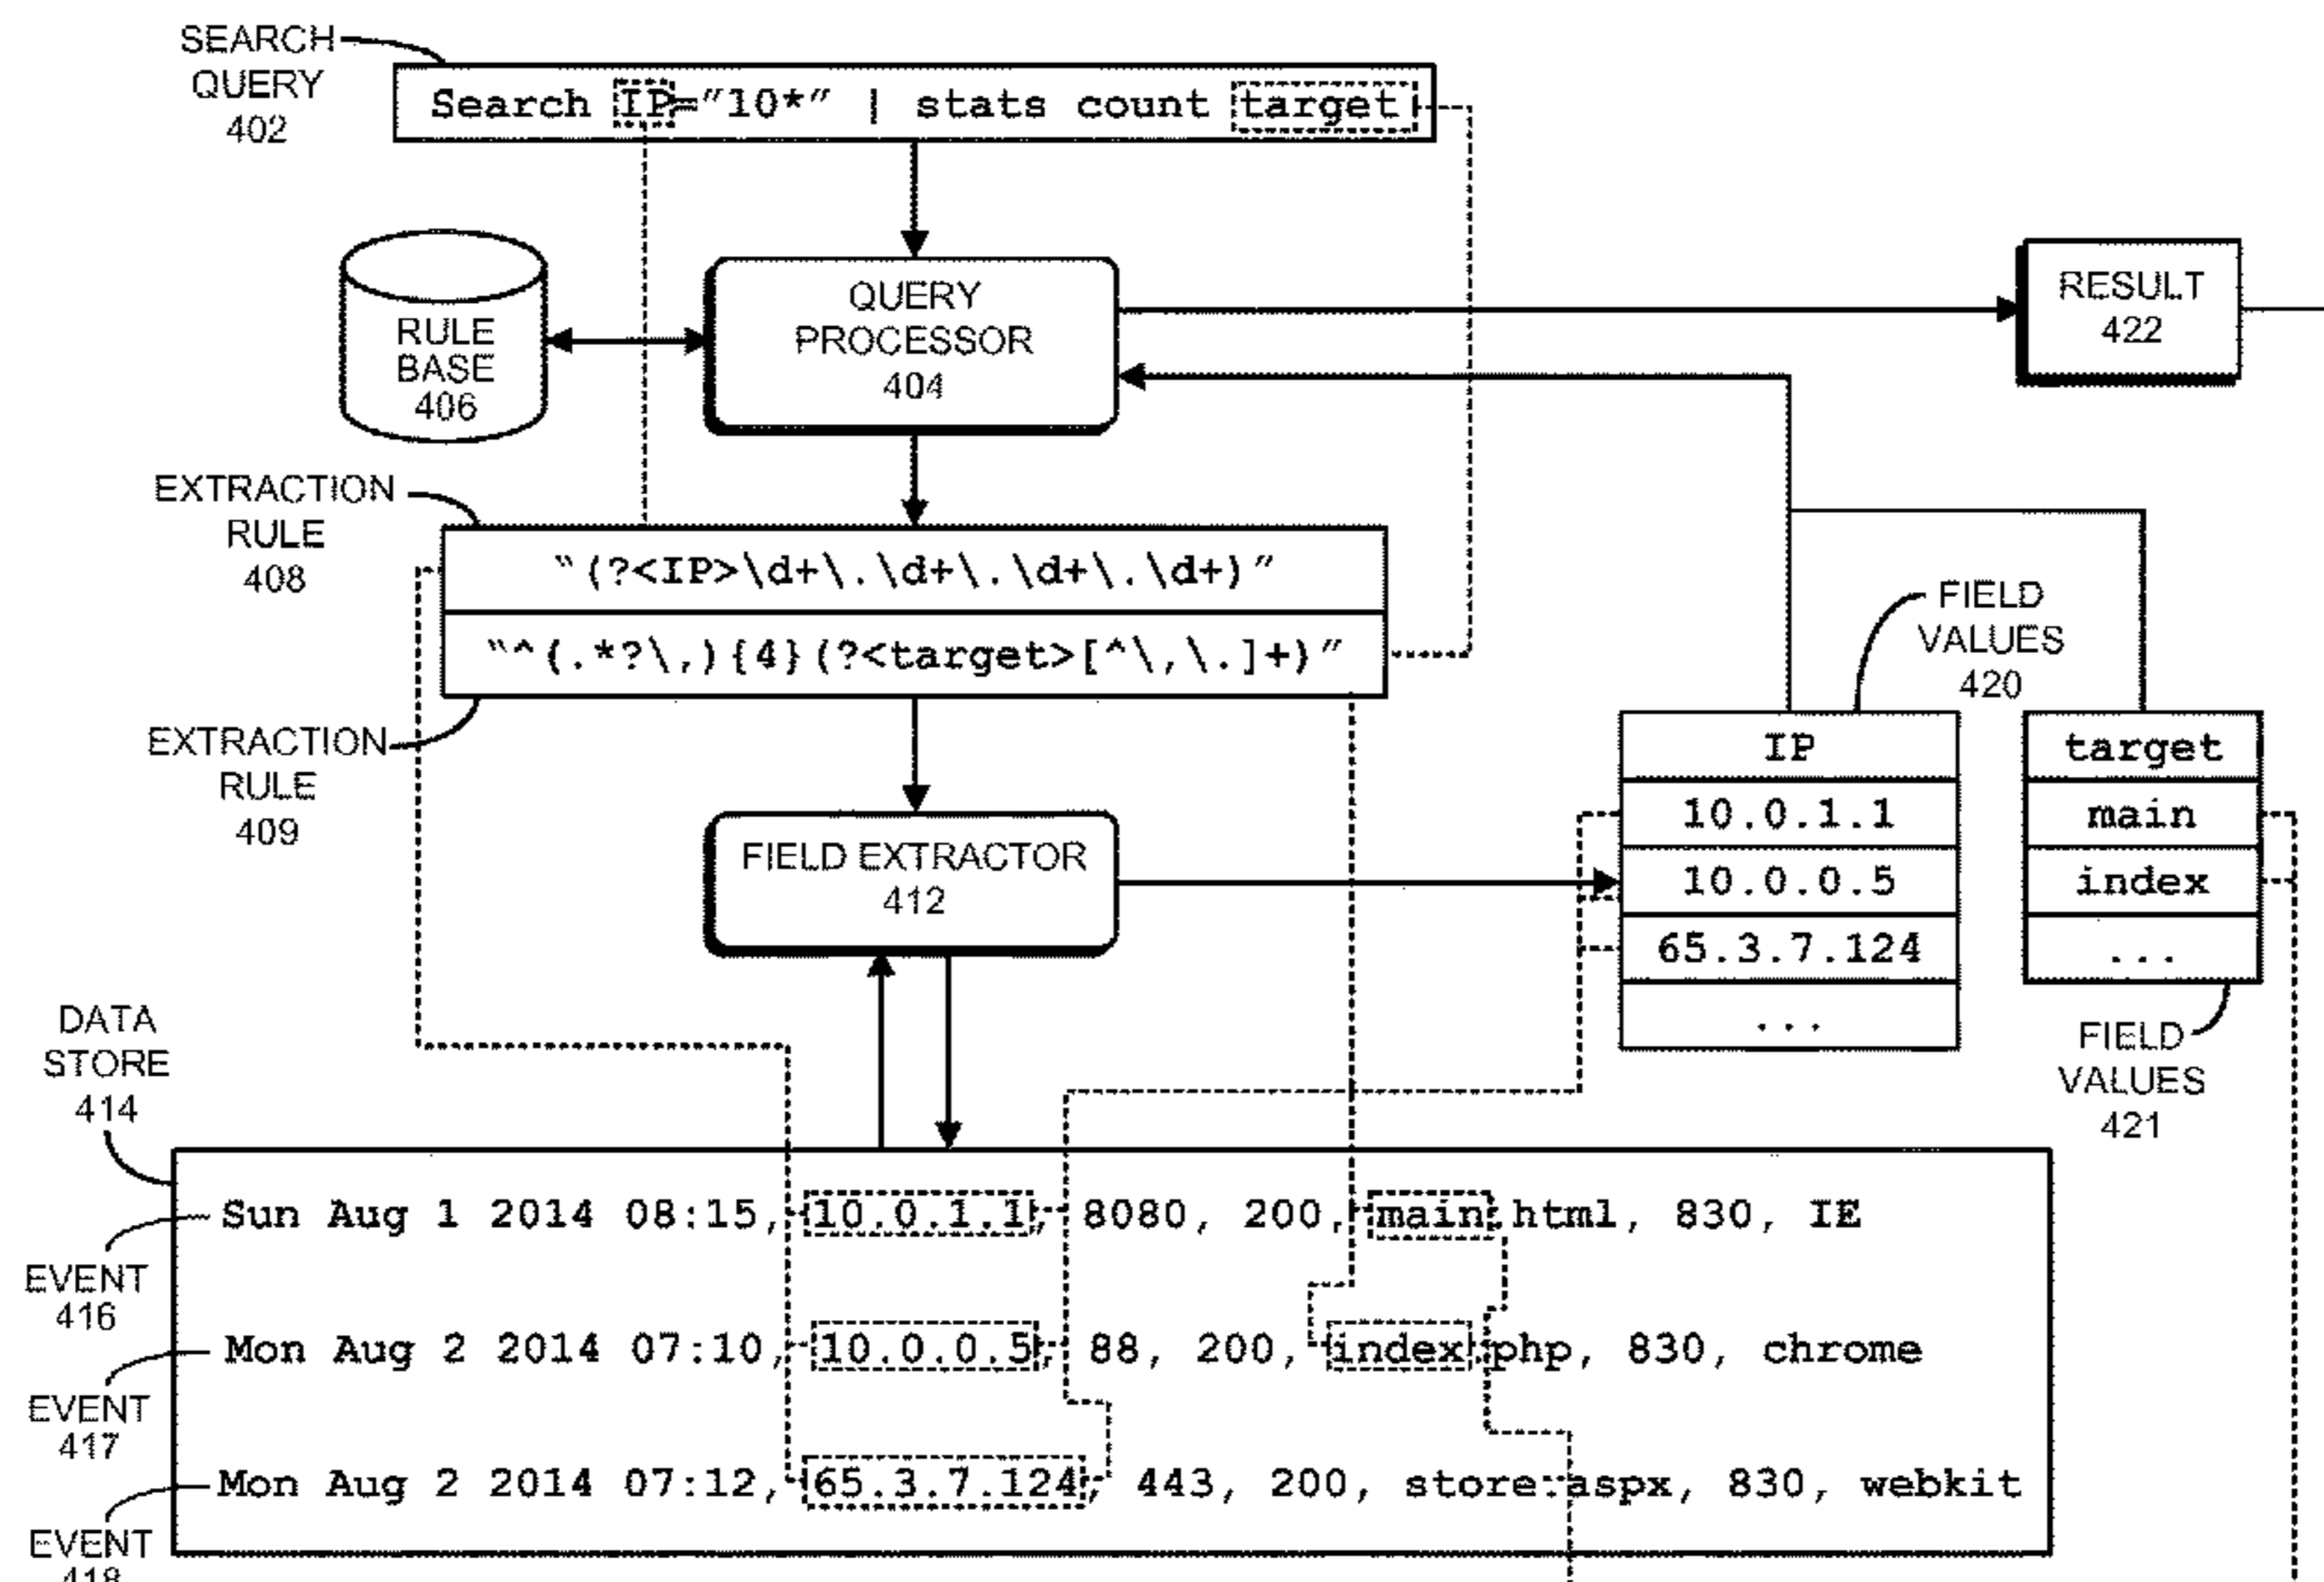 SEARCH
QUERY
402
Search IP="10*" | stats count target
RULE
BASE
406
QUERY
PROCESSOR
404
RESULT
422
EXTRACTION
RULE
408
"(?<IP>\d+\.\d+\.\d+\.\d+)"
"^(.*?\,){4}(?<target>[^\,\.]+)"
EXTRACTION
RULE
409
FIELD
VALUES
420
FIELD EXTRACTOR
412
IP
10.0.1.1
10.0.0.5
65.3.7.124
...
target
main
index
...
FIELD
VALUES
421
DATA
STORE
414
Sun Aug 1 2014 08:15, 10.0.1.1, 8080, 200, main.html, 830, IE
EVENT
416
Mon Aug 2 2014 07:10, 10.0.0.5, 88, 200, index.php, 830, chrome
EVENT
417
Mon Aug 2 2014 07:12, 65.3.7.124, 443, 200, store.aspx, 830, webkit
EVENT
418